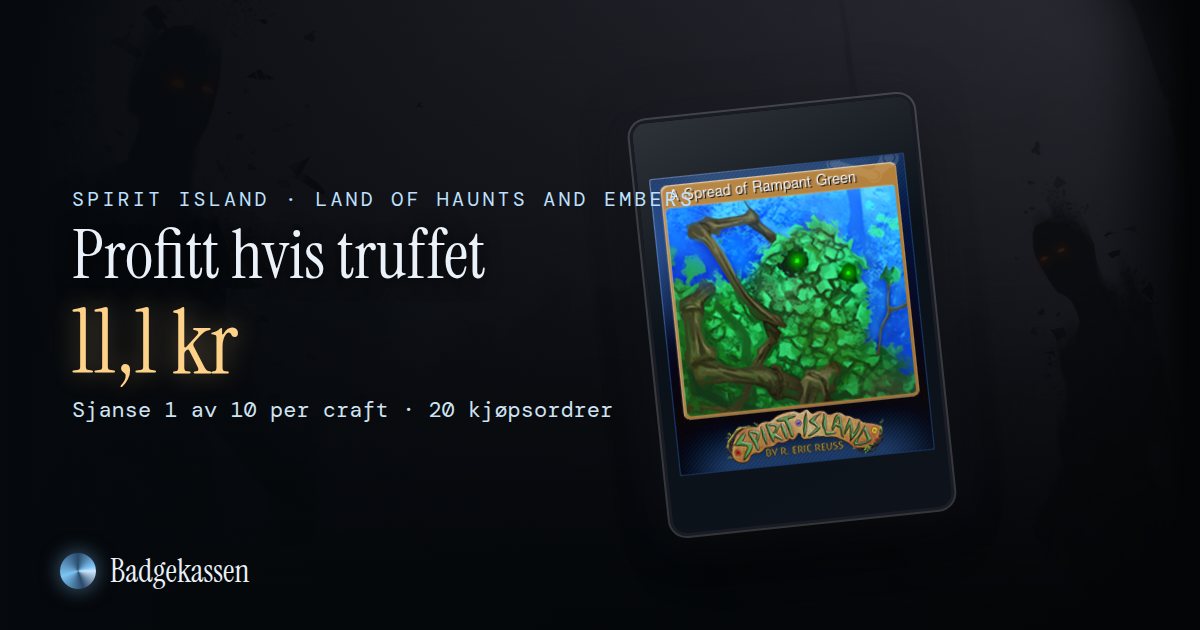 SPIRIT ISLAND · LAND OF HAUNTS AND EMBERS
Profitt hvis truffet
11,1 kr
Sjanse 1 av 10 per craft · 20 kjøpsordrer
A Spread of Rampant Green
SPIRIT ISLAND
BY R. ERIC REUSS
Badgekassen